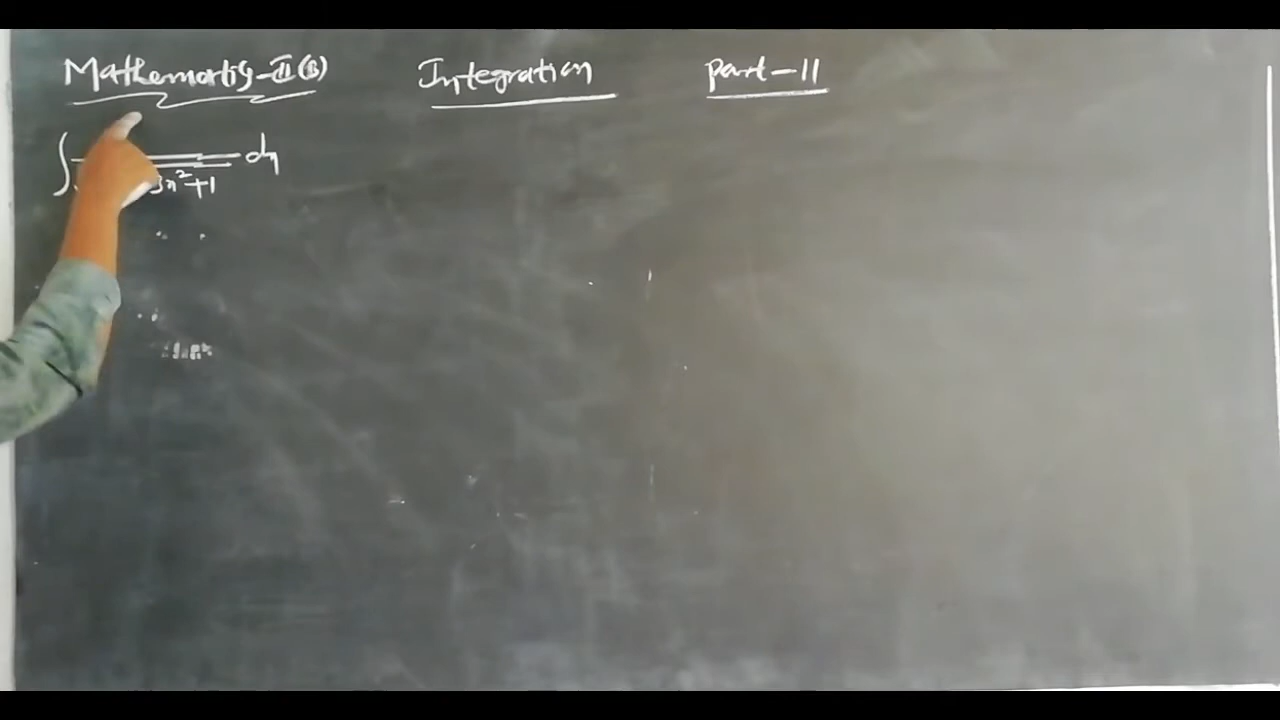 Mathematics-II(B) Integration Part-11
∫ dx
3x²+1